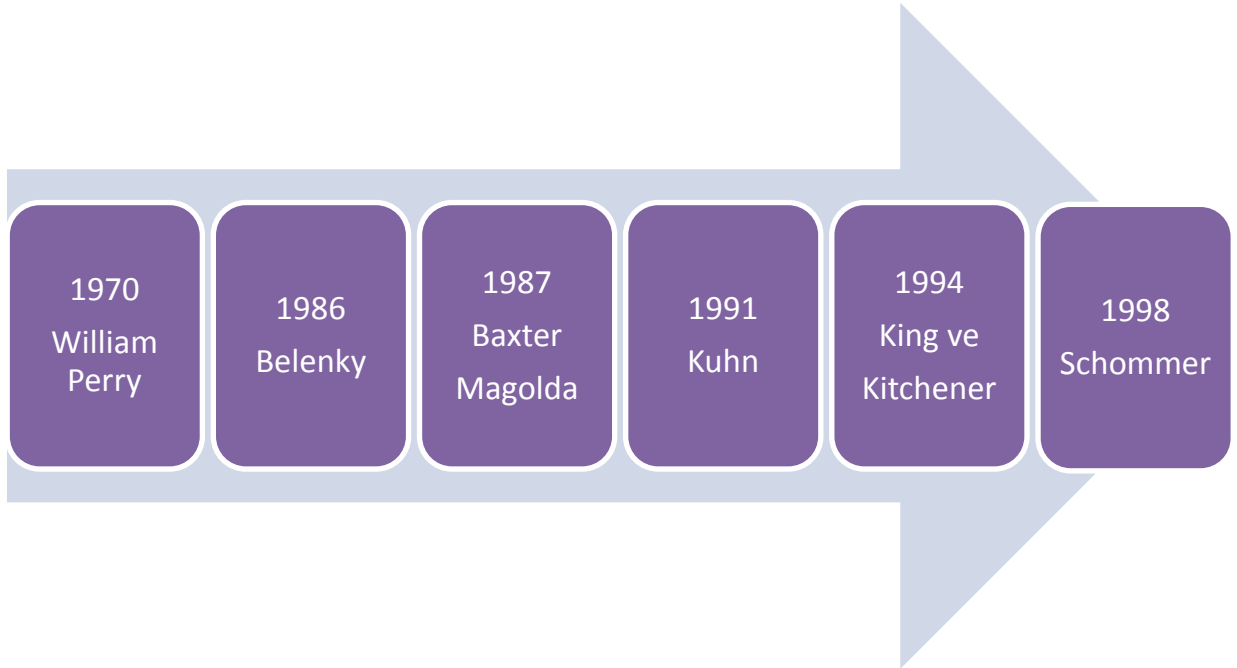 1970
William
Perry
1986
Belenky
1987
Baxter
Magolda
1991
Kuhn
1994
King ve
Kitchener
1998
Schommer